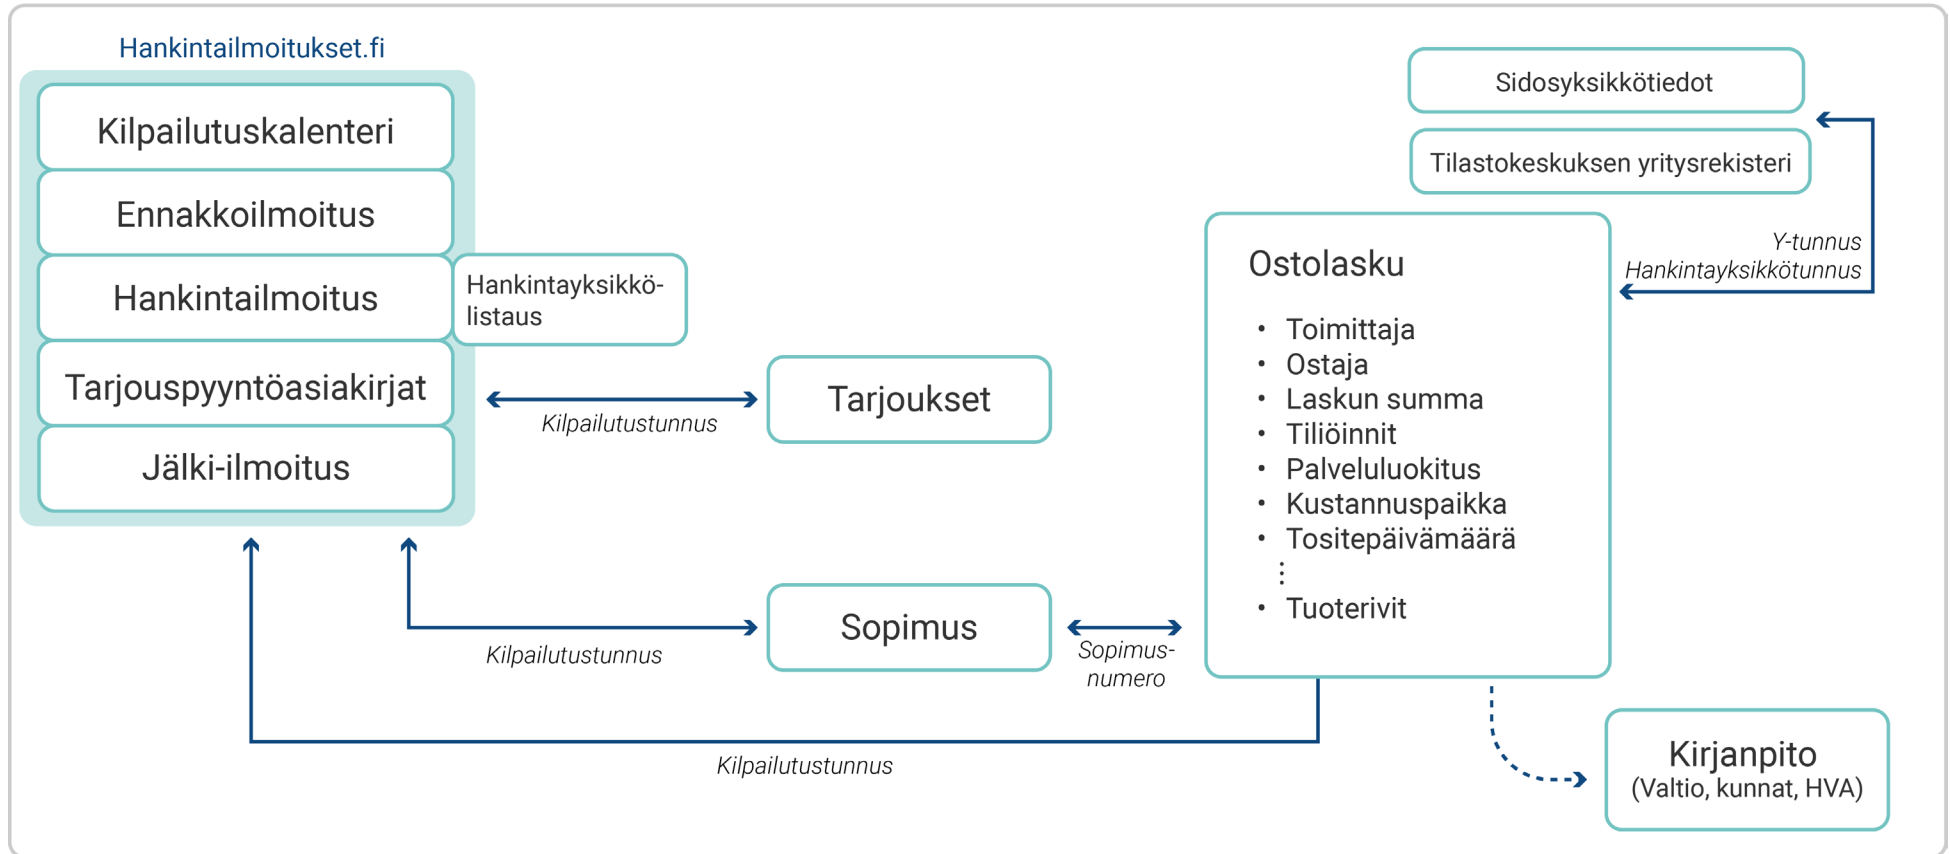 Hankintailmoitukset.fi
Kilpailutuskalenteri
Ennakkoilmoitus
Hankintailmoitus
Hankintayksikkö-
listaus
Tarjouspyyntöasiakirjat
Jälki-ilmoitus
Kilpailutustunnus
Tarjoukset
Kilpailutustunnus
Sopimus
Sopimus-
numero
Kilpailutustunnus
Sidosyksikkötiedot
Tilastokeskuksen yritysrekisteri
Y-tunnus
Hankintayksikkötunnus
Ostolasku
• Toimittaja
• Ostaja
• Laskun summa
• Tiliöinnit
• Palveluluokitus
• Kustannuspaikka
• Tositepäivämäärä
⋮
• Tuoterivit
Kirjanpito
(Valtio, kunnat, HVA)